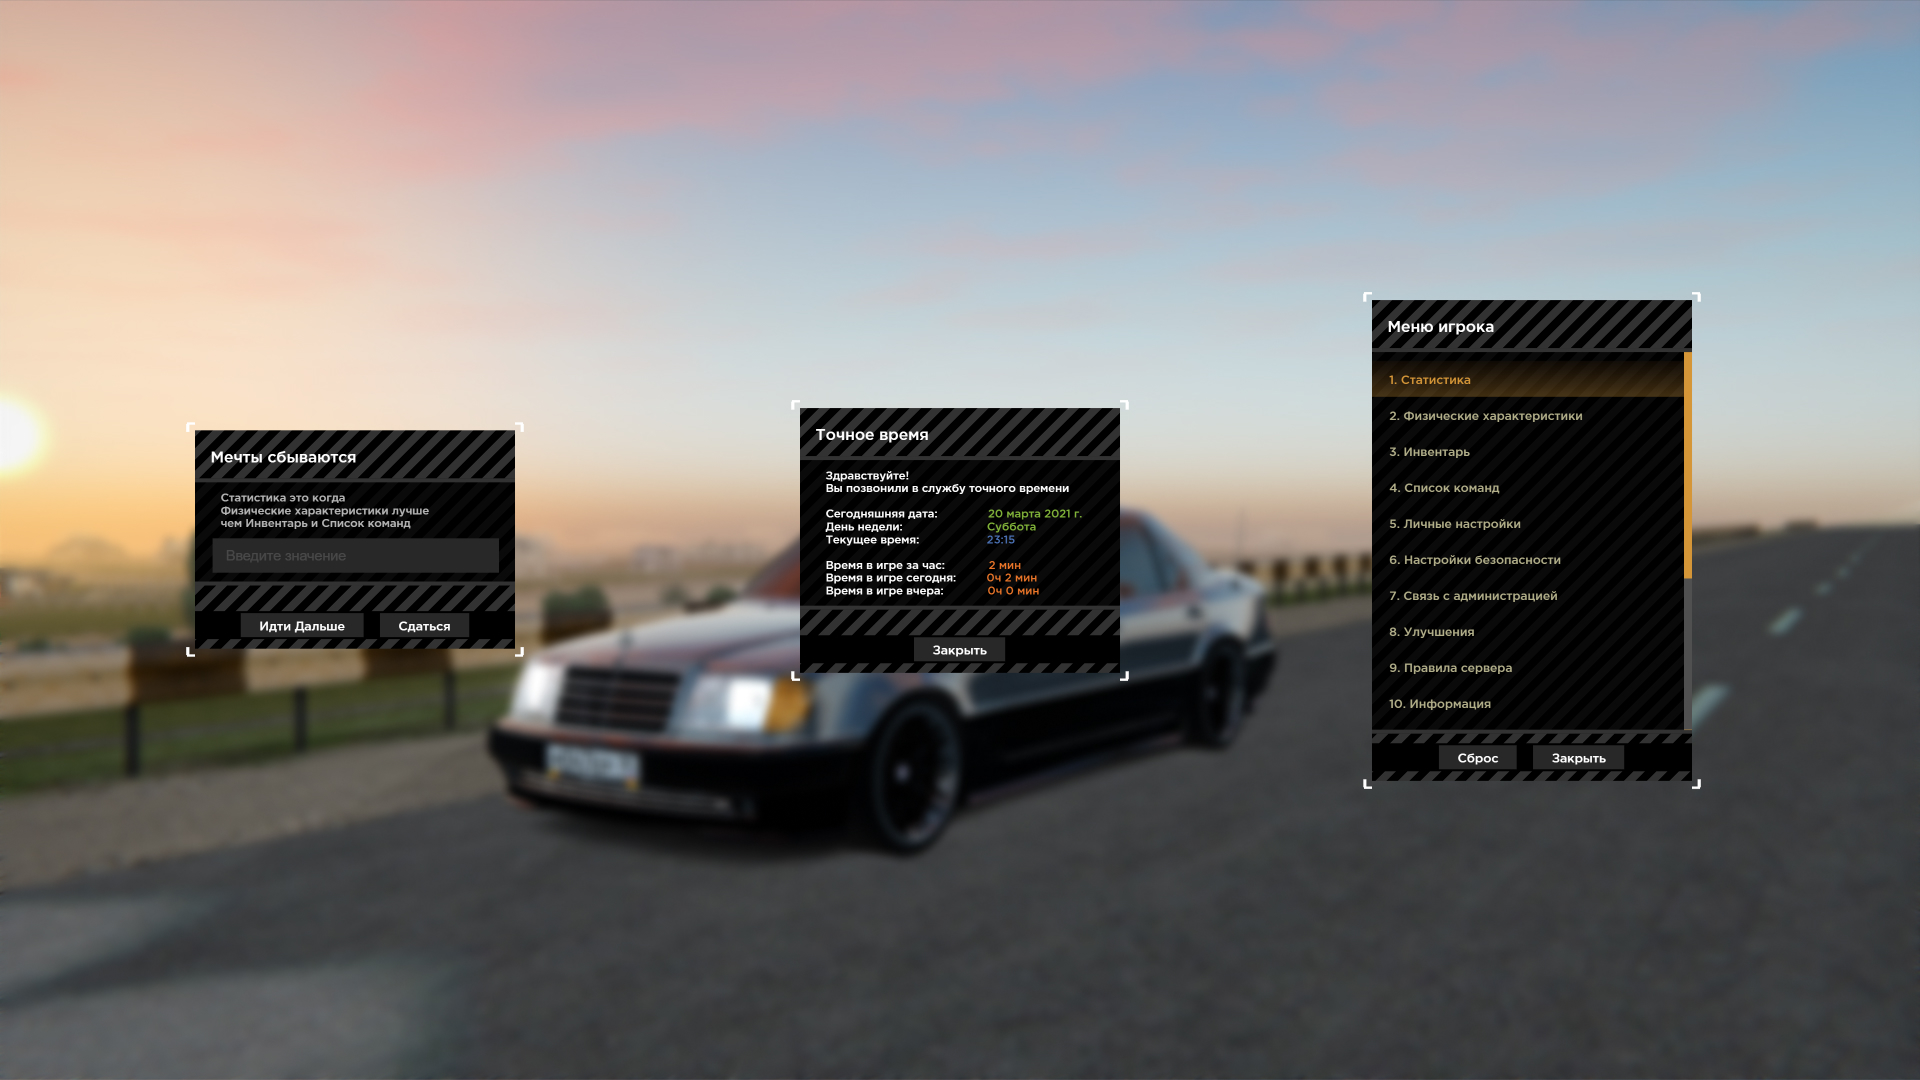 Мечты сбываются
Статистика это когда
Физические характеристики лучше
чем Инвентарь и Список команд
Введите значение
Идти Дальше
Сдаться
Точное время
Здравствуйте!
Вы позвонили в службу точного времени
Сегодняшняя дата: 20 марта 2021 г.
День недели: Суббота
Текущее время: 23:15
Время в игре за час: 2 мин
Время в игре сегодня: 0ч 2 мин
Время в игре вчера: 0ч 0 мин
Закрыть
Меню игрока
1. Статистика
2. Физические характеристики
3. Инвентарь
4. Список команд
5. Личные настройки
6. Настройки безопасности
7. Связь с администрацией
8. Улучшения
9. Правила сервера
10. Информация
Сброс
Закрыть